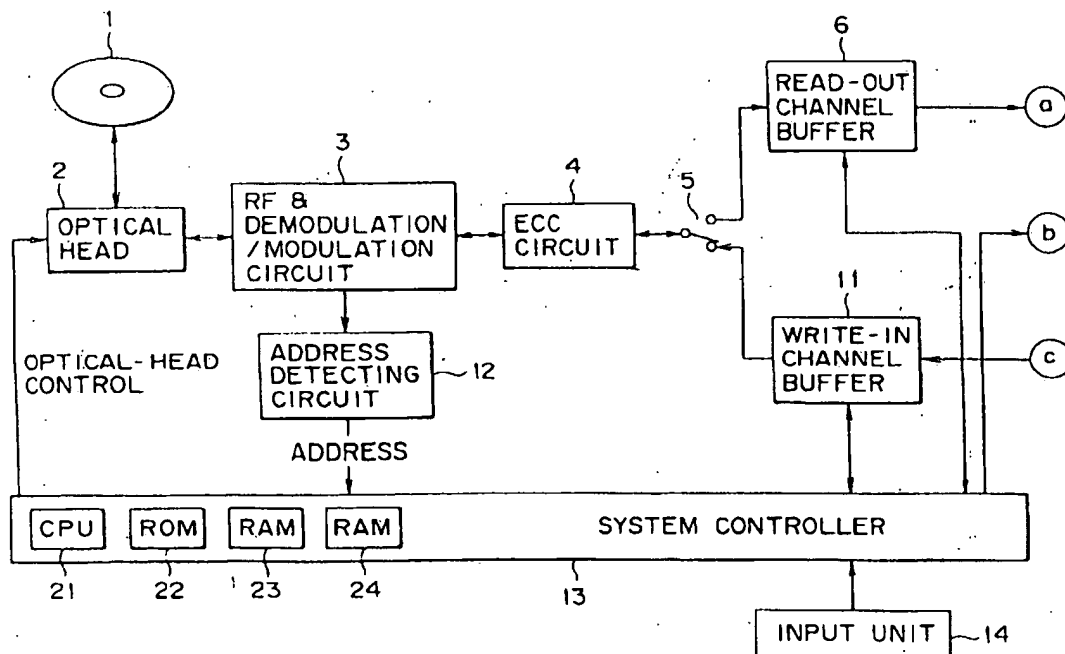 1
6
READ-OUT
CHANNEL
BUFFER
a
2
OPTICAL
HEAD
3
RF &
DEMODULATION
/MODULATION
CIRCUIT
4
ECC
CIRCUIT
5
b
11
WRITE-IN
CHANNEL
BUFFER
c
OPTICAL-HEAD
CONTROL
ADDRESS
DETECTING
CIRCUIT
12
ADDRESS
CPU
ROM
RAM
RAM
SYSTEM CONTROLLER
21
22
23
24
13
INPUT UNIT
14